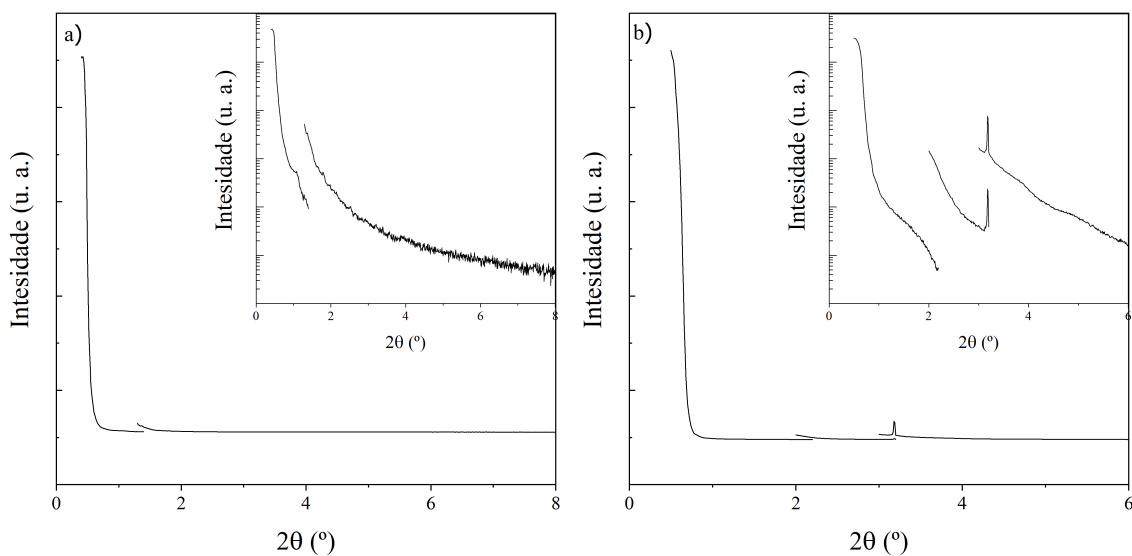 a)
Intesidade (u. a.)
Intesidade (u. a.)
0 2 4 6 8
2θ (º)
0 2 4 6 8
2θ (º)
b)
Intesidade (u. a.)
Intesidade (u. a.)
0 2 4 6
2θ (º)
0 2 4 6
2θ (º)